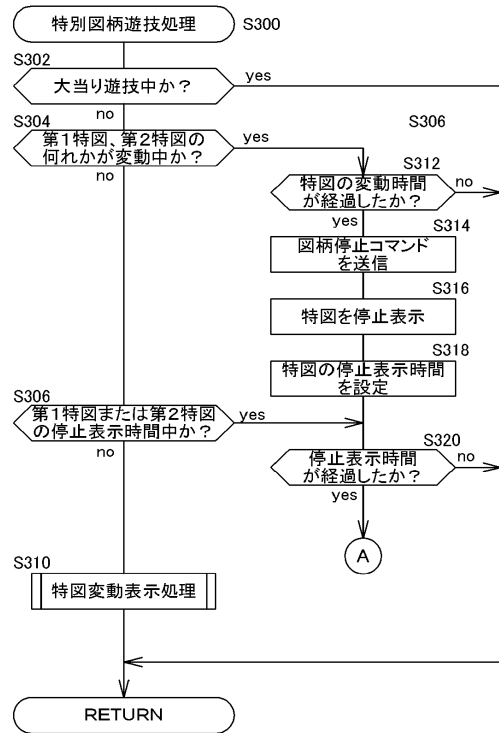 特別図柄遊技処理
S300
S302
大当り遊技中か?
yes
no
S304
第1特図、第2特図の
何れかが変動中か?
yes
no
S306
S312
特図の変動時間
が経過したか?
no
yes
S314
図柄停止コマンド
を送信
S316
特図を停止表示
S318
特図の停止表示時間
を設定
S306
第1特図または第2特図
の停止表示時間中か?
yes
no
S320
停止表示時間
が経過したか?
no
yes
A
S310
特図変動表示処理
RETURN